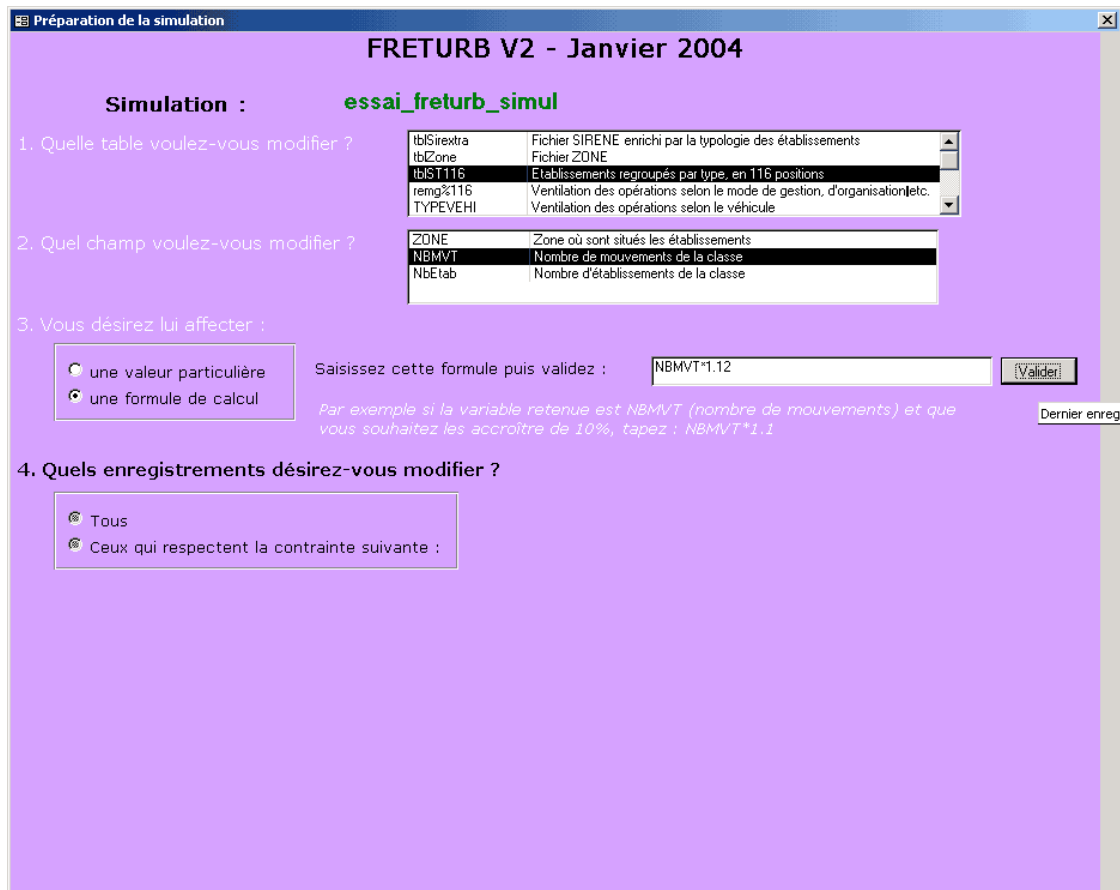 Préparation de la simulation
FRETURB V2 - Janvier 2004
Simulation : essai_freturb_simul
1. Quelle table voulez-vous modifier ?
tblSirextra Fichier SIRENE enrichi par la typologie des établissements
tblZone Fichier ZONE
tblST116 Etablissements regroupés par type, en 116 positions
remg%116 Ventilation des opérations selon le mode de gestion, d'organisation etc.
TYPEVEHI Ventilation des opérations selon le véhicule
2. Quel champ voulez-vous modifier ?
ZONE Zone où sont situés les établissements
NBMVT Nombre de mouvements de la classe
NbEtab Nombre d'établissements de la classe
3. Vous désirez lui affecter :
une valeur particulière
une formule de calcul
Saisissez cette formule puis validez : NBMVT*1.12 Valider
Par exemple si la variable retenue est NBMVT (nombre de mouvements) et que
vous souhaitez les accroître de 10%, tapez : NBMVT*1.1
Dernier enreg
4. Quels enregistrements désirez-vous modifier ?
Tous
Ceux qui respectent la contrainte suivante :